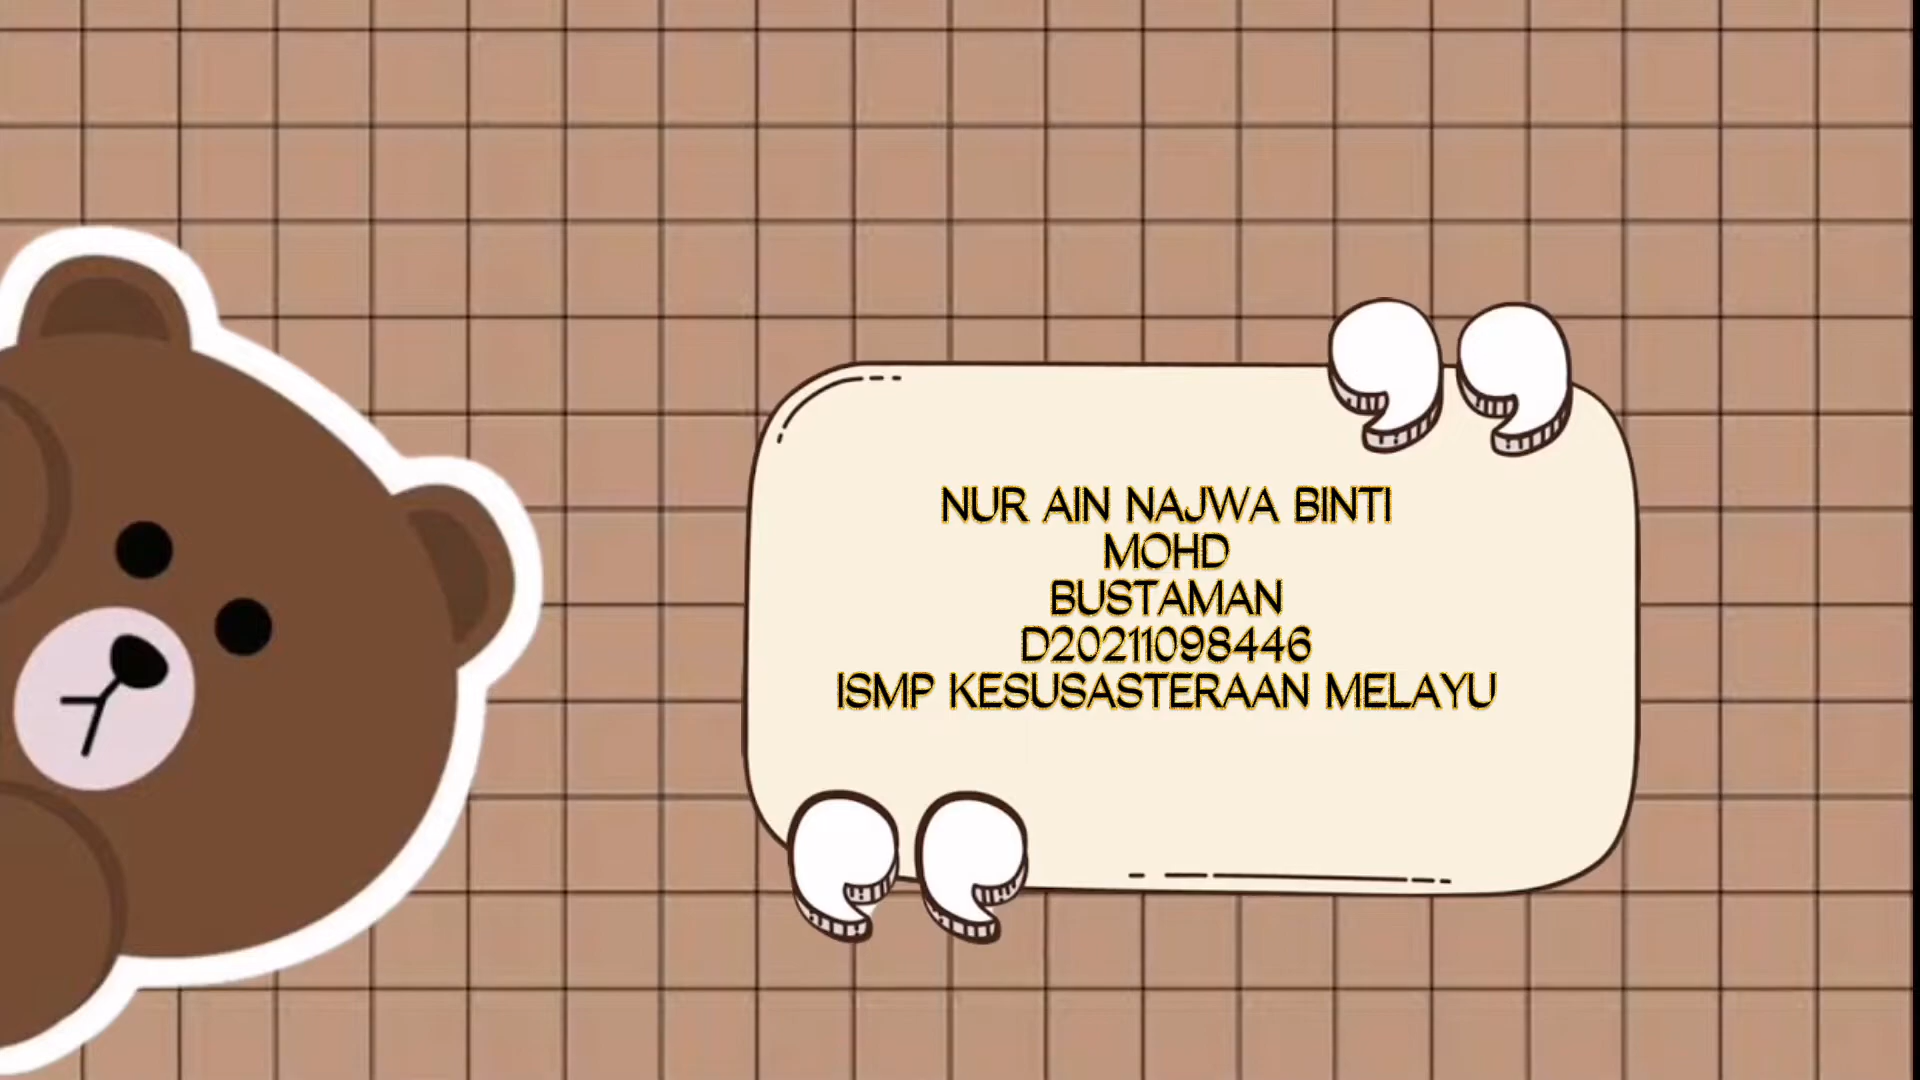 NUR AIN NAJWA BINTI
MOHD
BUSTAMAN
D20211098446
ISMP KESUSASTERAAN MELAYU